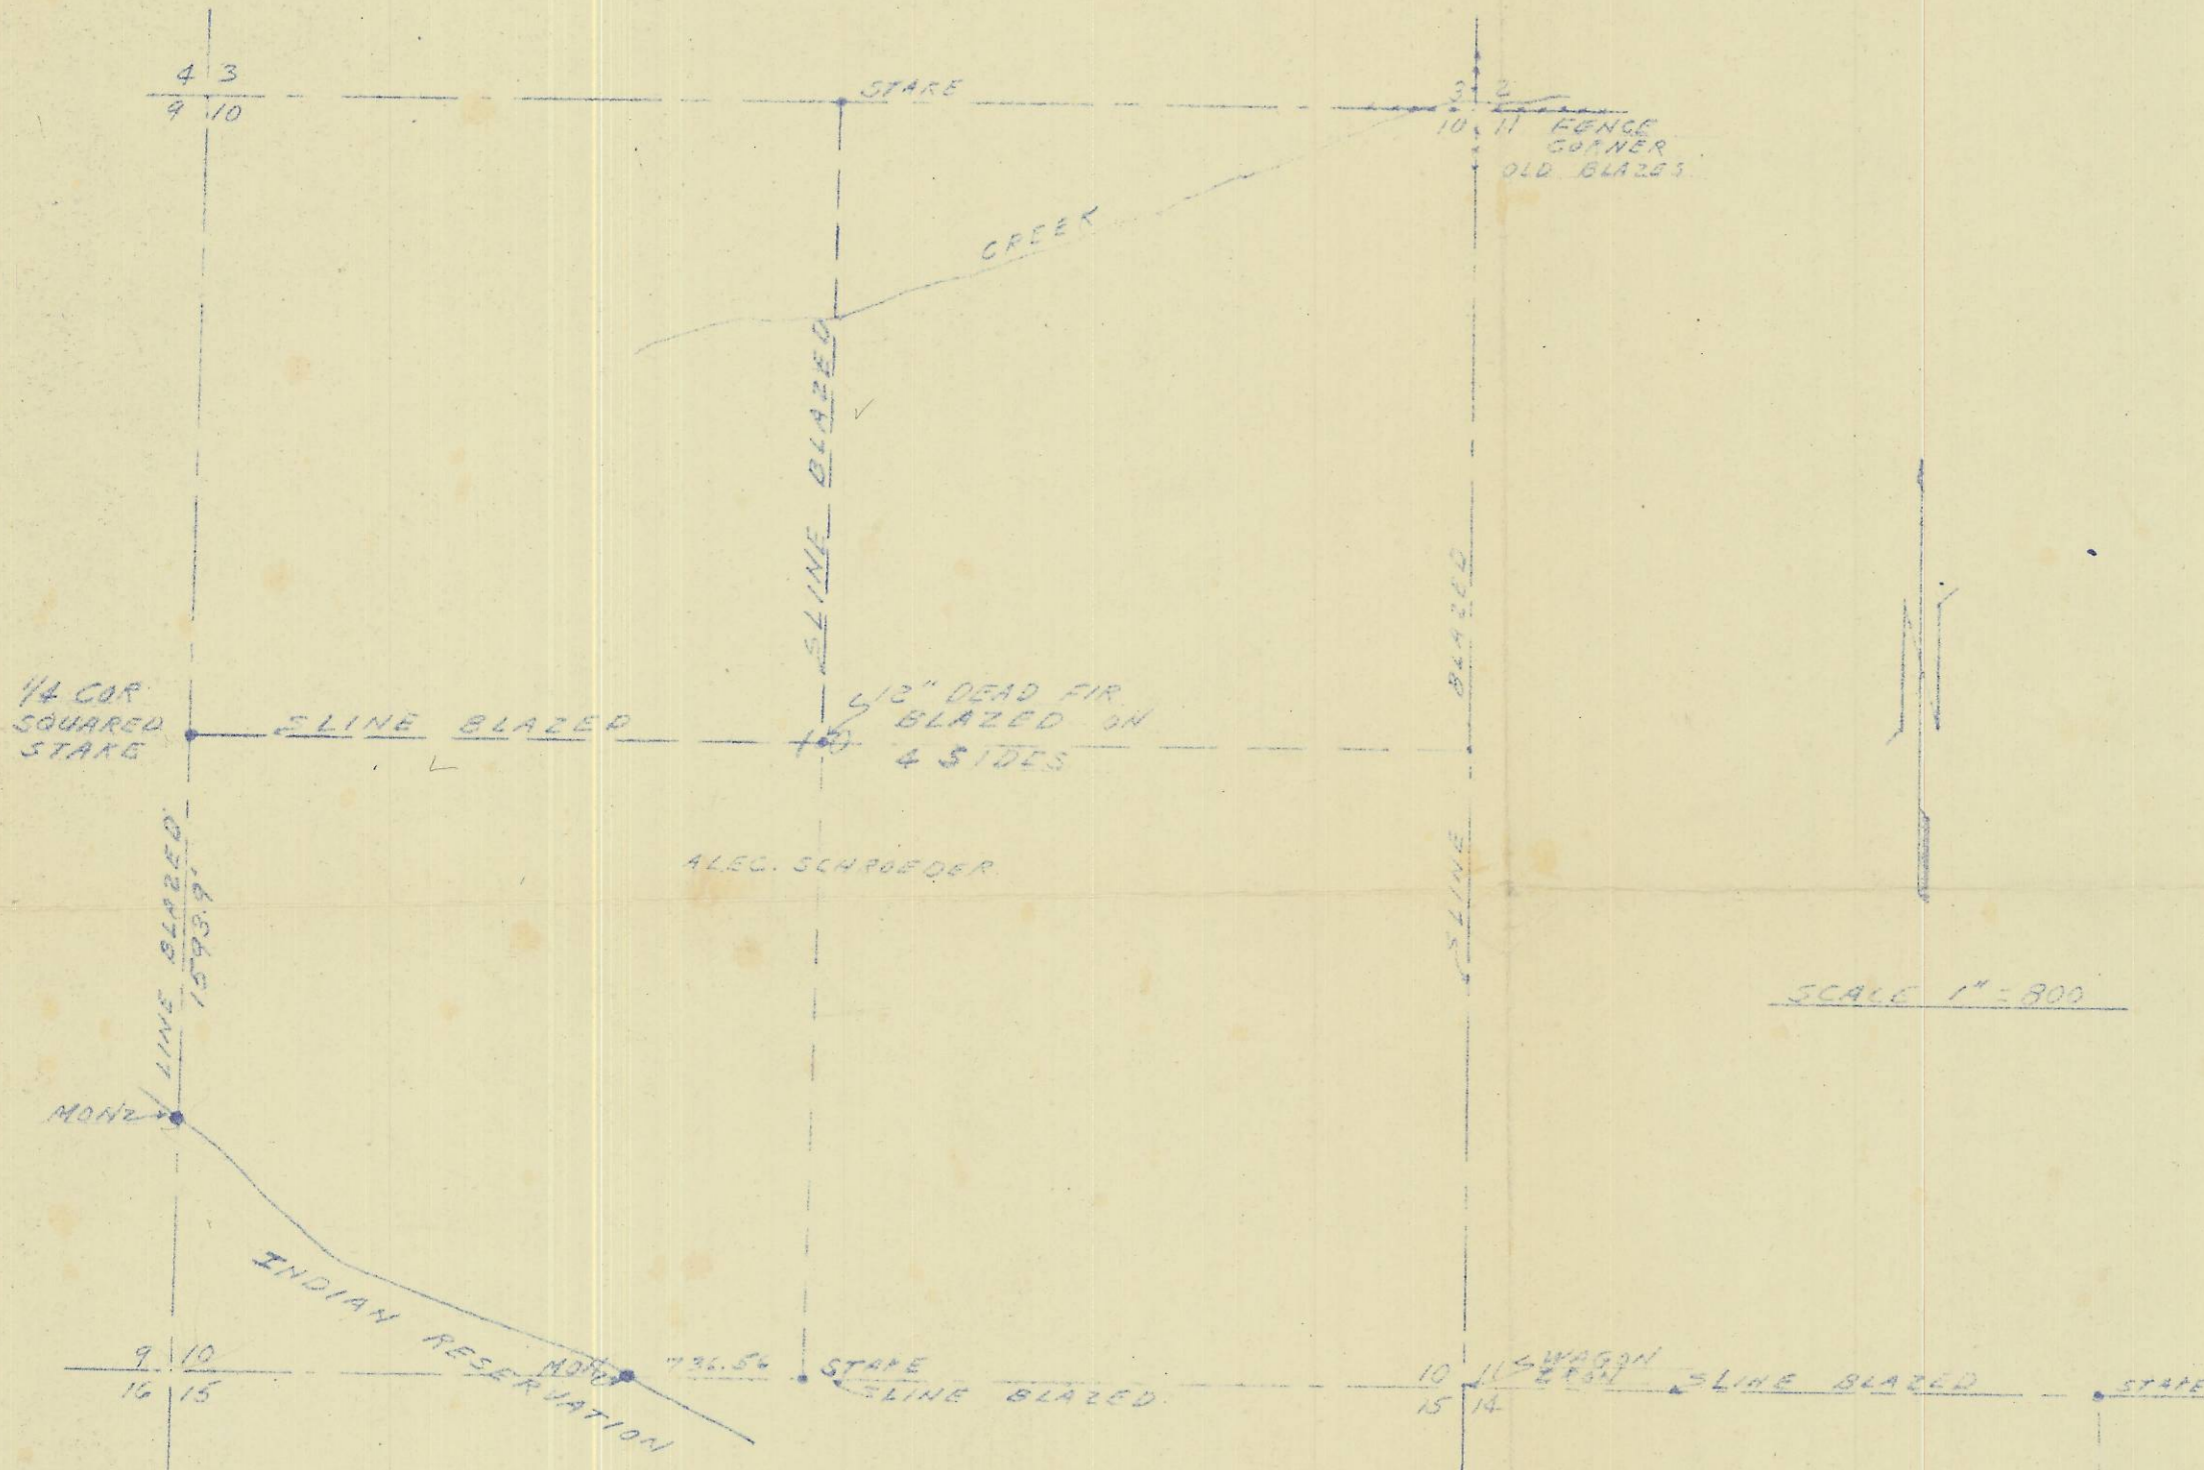 4 3
9 10
STAKE
3 2
10 11
FENCE
CORNER
OLD BLAZES
CREEK
LINE BLAZED
1/4 COR
SQUARED
STAKE
LINE BLAZED
12" DEAD FIR
BLAZED ON
4 SIDES
10
LINE BLAZED
N
ALEC. SCHROEDER
LINE BLAZED
1593.9'
SCALE 1" = 800
MON
INDIAN RESERVATION
9 10
16 15
MON
736.56
STAKE
LINE BLAZED
10 11
15 14
WAGON
LINE BLAZED
STAKE